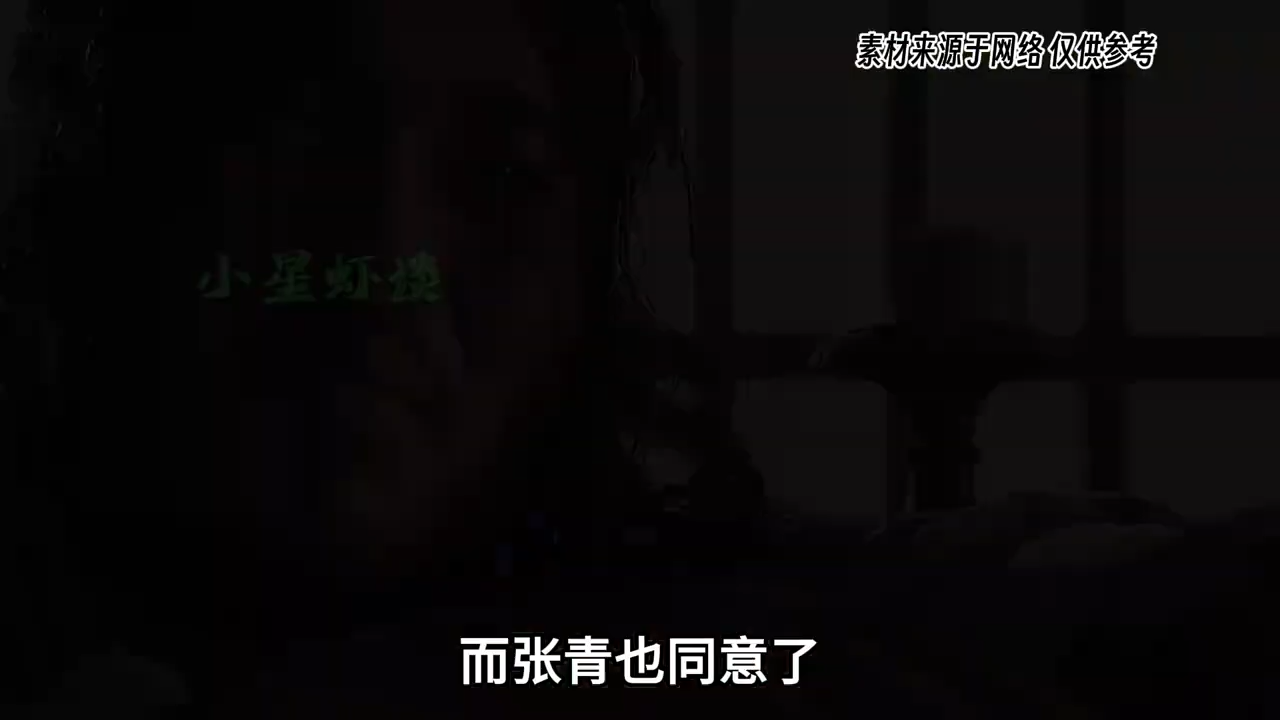 素材来源于网络 仅供参考
小星虾谈
而张青也同意了